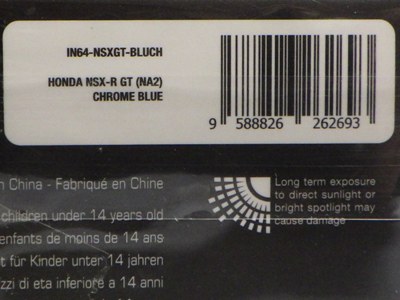 IN64-NSXGT-BLUCH
HONDA NSX-R GT (NA2)
CHROME BLUE
9 588826 262693
China - Fabriqué en Chine
children under 14 years old
enfants de moins de 14 ans
für Kinder unter 14 jahren
di eta inferiore a 14 anni
Long term exposure
to direct sunlight or
bright spotlight may
cause damage